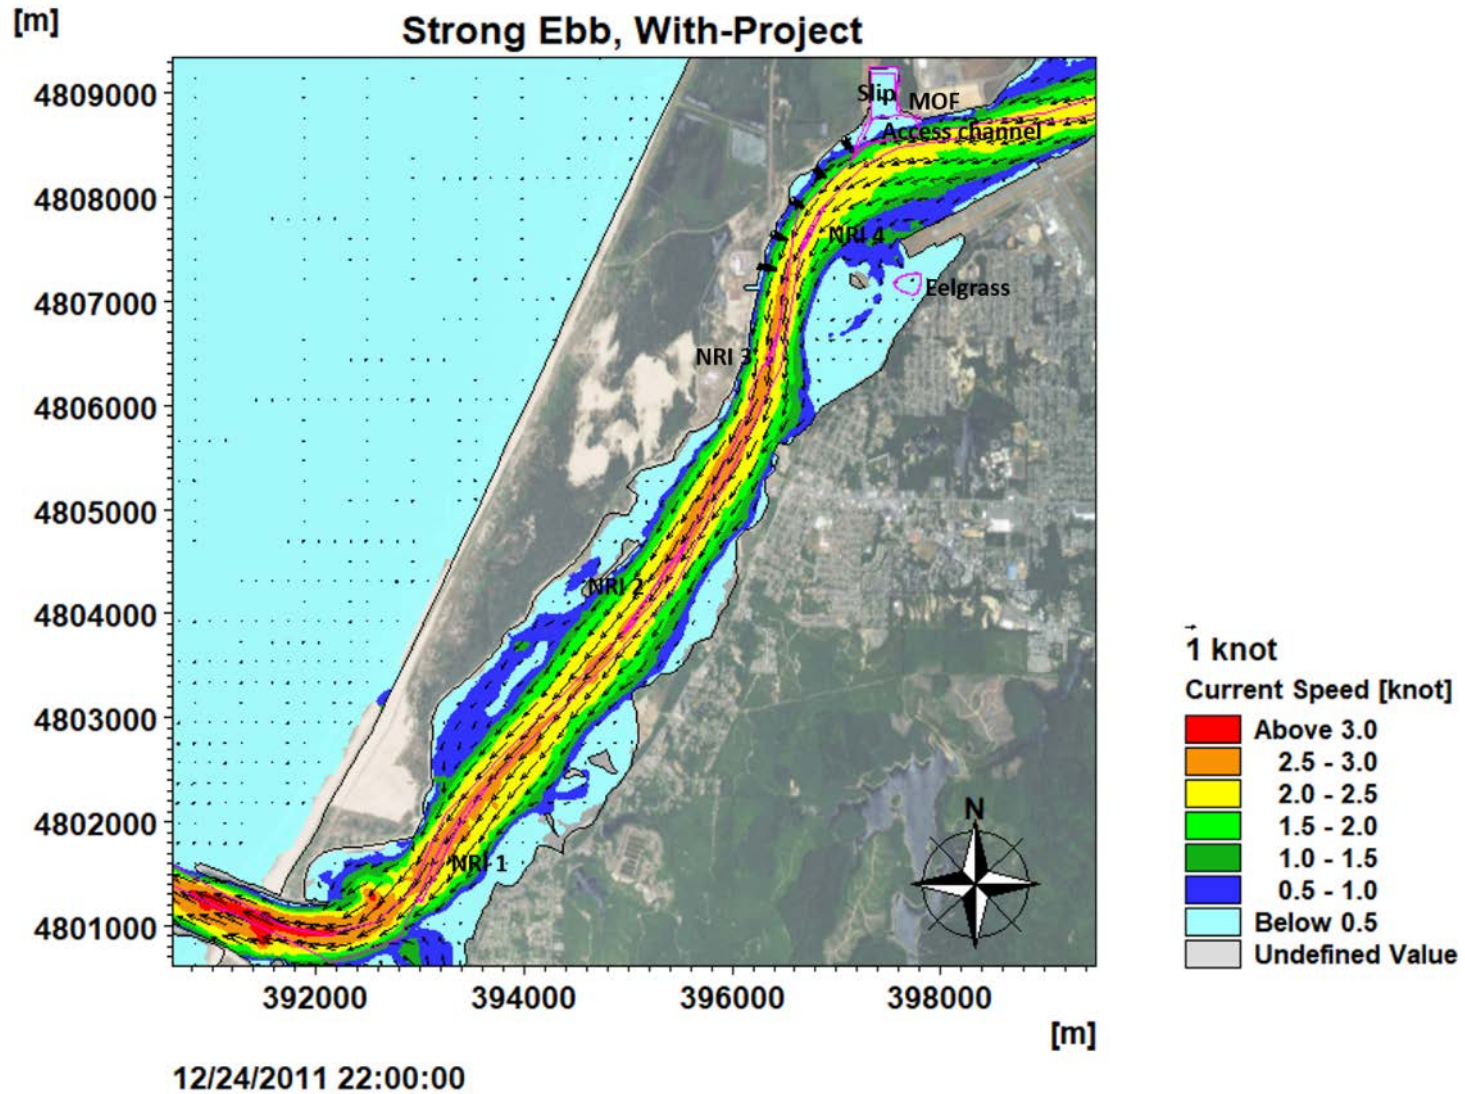 [m]
Strong Ebb, With-Project
4809000
4808000
4807000
4806000
4805000
4804000
4803000
4802000
4801000
Slip
MOF
Access channel
NRI 4
Eelgrass
NRI 3
NRI 2
NRI 1
N
392000
394000
396000
398000
[m]
1 knot
Current Speed [knot]
Above 3.0
2.5 - 3.0
2.0 - 2.5
1.5 - 2.0
1.0 - 1.5
0.5 - 1.0
Below 0.5
Undefined Value
12/24/2011 22:00:00